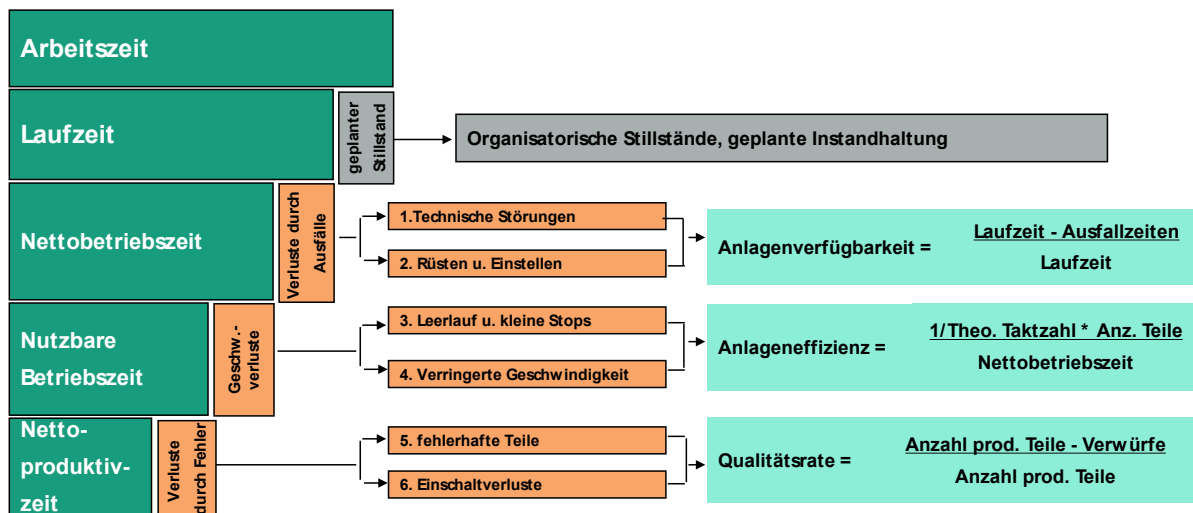 Arbeitszeit
Laufzeit
geplanter
Stillstand
Organisatorische Stillstände, geplante Instandhaltung
Nettobetriebszeit
Verluste durch
Ausfälle
1.Technische Störungen
2. Rüsten u. Einstellen
Anlagenverfügbarkeit =
Laufzeit - Ausfallzeiten
Laufzeit
Nutzbare
Betriebszeit
Geschw.-
verluste
3. Leerlauf u. kleine Stops
4. Verringerte Geschwindigkeit
Anlageneffizienz =
1/Theo. Taktzahl * Anz. Teile
Nettobetriebszeit
Netto-
produktiv-
zeit
Verluste
durch Fehler
5. fehlerhafte Teile
6. Einschaltverluste
Qualitätsrate =
Anzahl prod. Teile - Verwürfe
Anzahl prod. Teile